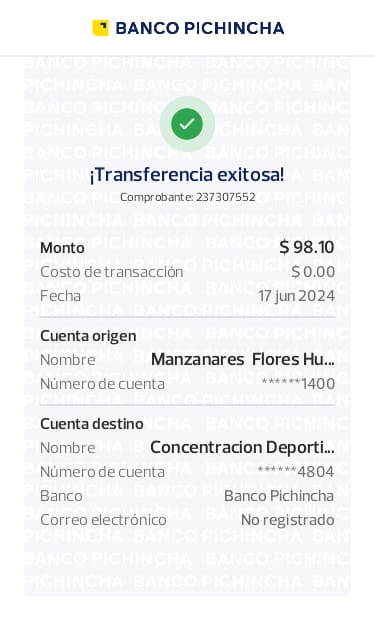 BANCO PICHINCHA
¡Transferencia exitosa!
Comprobante: 237307552
Monto $ 98.10
Costo de transacción $ 0.00
Fecha 17 jun 2024
Cuenta origen
Nombre Manzanares Flores Hu...
Número de cuenta ******1400
Cuenta destino
Nombre Concentracion Deporti...
Número de cuenta ******4804
Banco Banco Pichincha
Correo electrónico No registrado